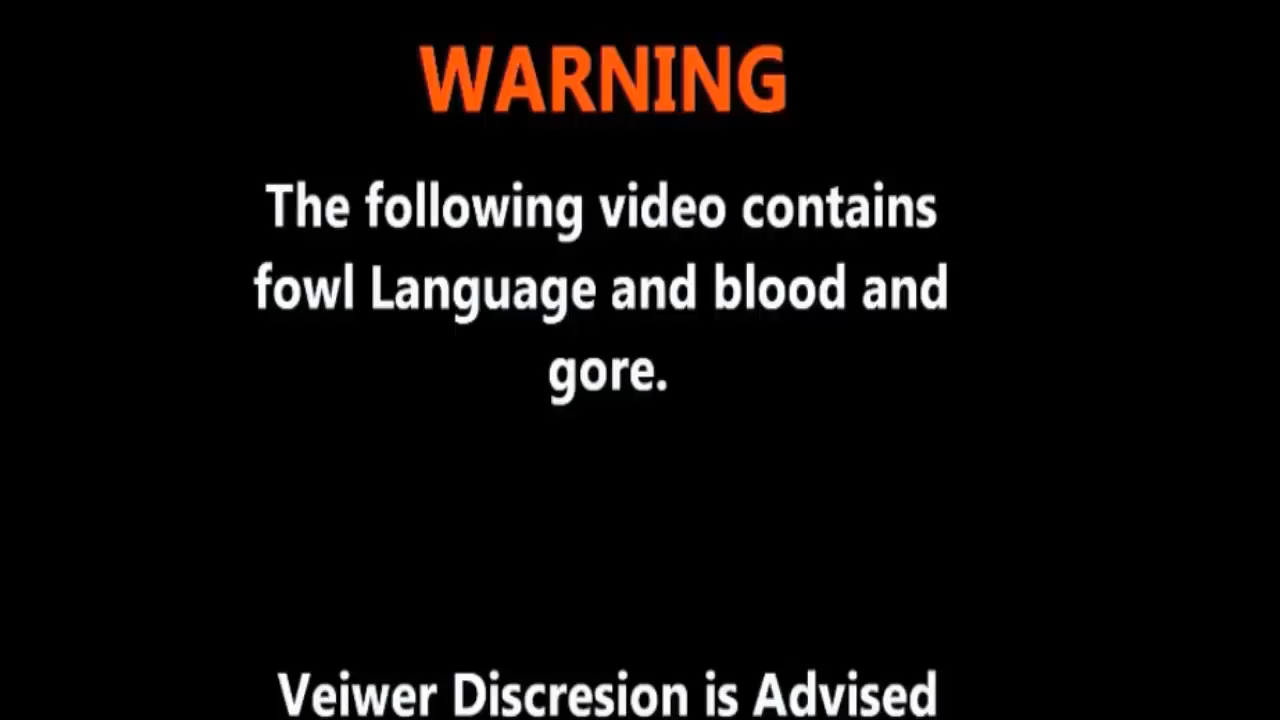 WARNING
The following video contains
fowl Language and blood and
gore.
Veiwer Discresion is Advised